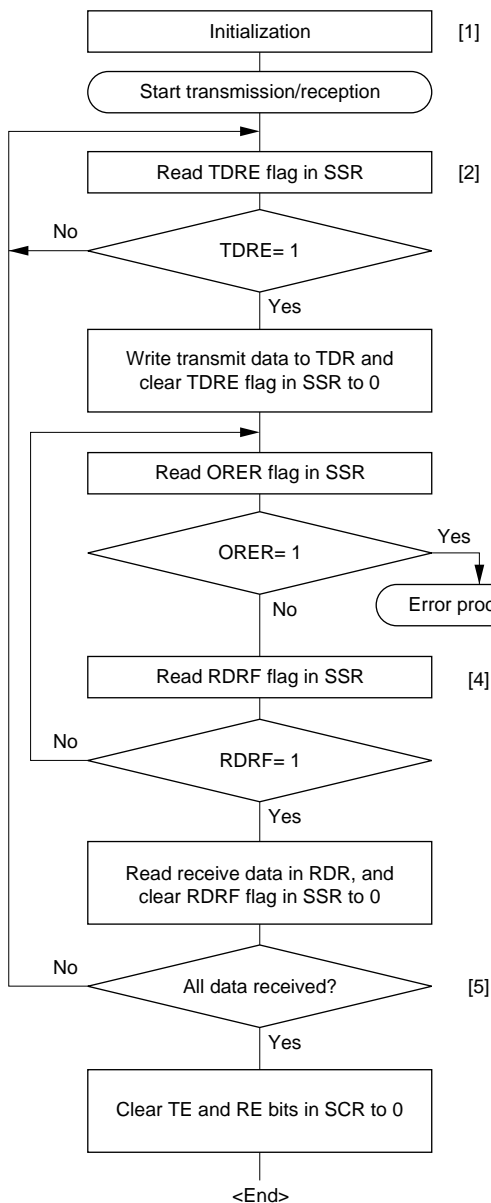 Initialization [1]
Start transmission/reception
Read TDRE flag in SSR [2]
No
TDRE= 1
Yes
Write transmit data to TDR and
clear TDRE flag in SSR to 0
Read ORER flag in SSR
Yes
ORER= 1
Error
No
Read RDRF flag in SSR [4]
No
RDRF= 1
Yes
Read receive data in RDR, and
clear RDRF flag in SSR to 0
No
All data received? [5]
Yes
Clear TE and RE bits in SCR to 0
<End>